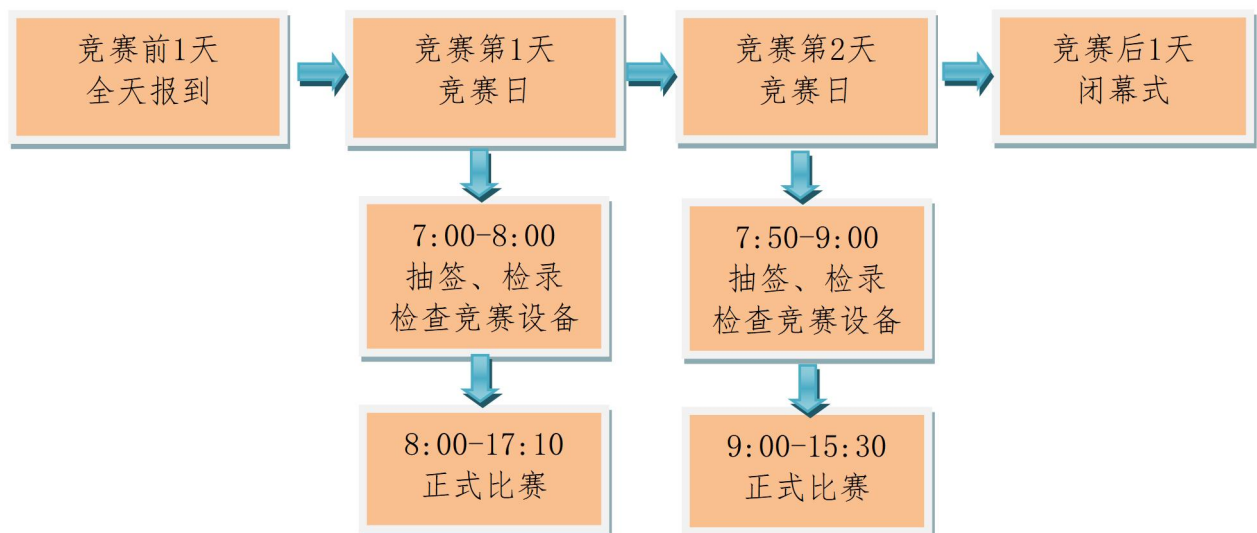 竞赛前1天
全天报到
竞赛第1天
竞赛日
竞赛第2天
竞赛日
竞赛后1天
闭幕式
7:00-8:00
抽签、检录
检查竞赛设备
7:50-9:00
抽签、检录
检查竞赛设备
8:00-17:10
正式比赛
9:00-15:30
正式比赛